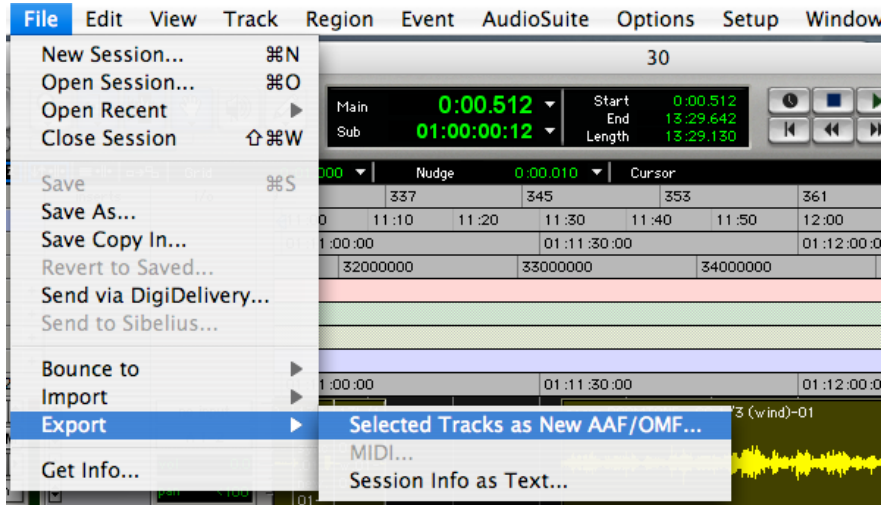 File Edit View Track Region Event AudioSuite Options Setup Window
New Session... ⌘N
Open Session... ⌘O
Open Recent
Close Session ⇧⌘W
Save ⌘S
Save As...
Save Copy In...
Revert to Saved...
Send via DigiDelivery...
Send to Sibelius...
Bounce to
Import
Export
Get Info...
Selected Tracks as New AAF/OMF...
MIDI...
Session Info as Text...
30
Main 0:00.512
Sub 01:00:00:12
Start 0:00.512
End 13:29.642
Length 13:29.130
Nudge 0:00.010 Cursor
337 345 353 361
11:10 11:20 11:30 11:40 11:50 12:00
1:00:00 01:11:30:00 01:12:00:0
32000000 33000000 34000000
1:00:00 01:11:30:00 01:12:00:0
(wind)-01
pan